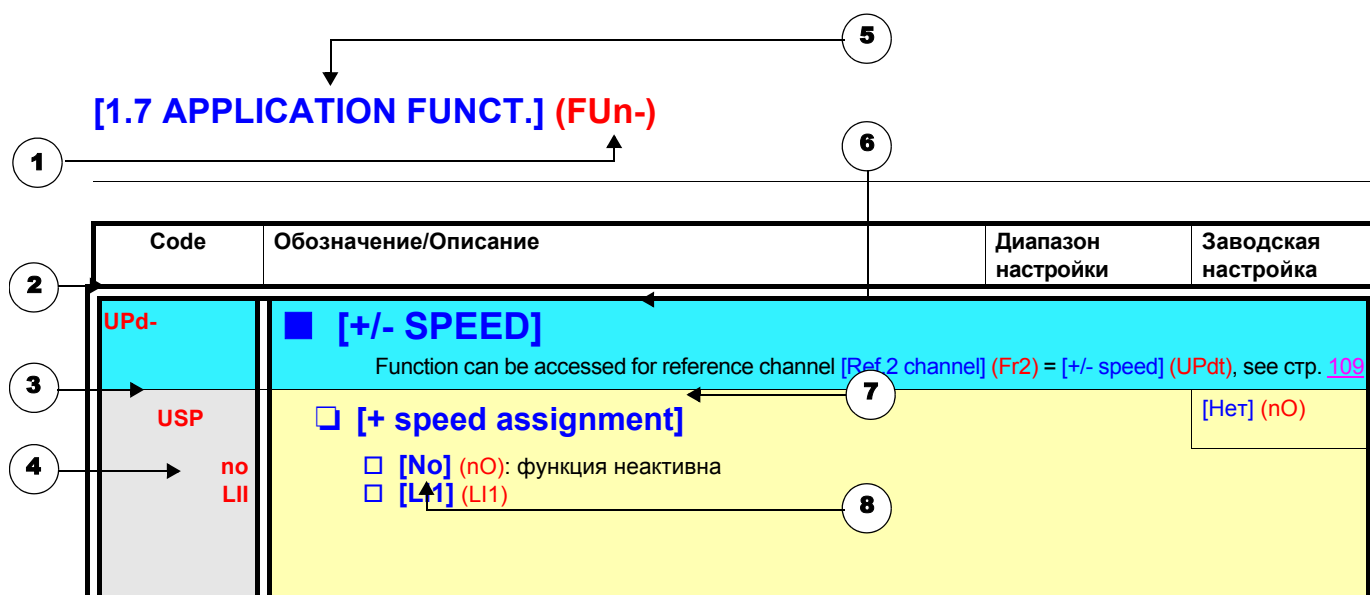 5
[1.7 APPLICATION FUNCT.] (FUn-)
1
6
Code Обозначение/Описание Диапазон настройки Заводская настройка
2
UPd- [+/- SPEED]
Function can be accessed for reference channel [Ref.2 channel] (Fr2) = [+/- speed] (UPdt), see стр. 109
3
7
USP [+ speed assignment] [Нет] (nO)
4
no [No] (nO): функция неактивна
LII [LI1] (LI1)
8